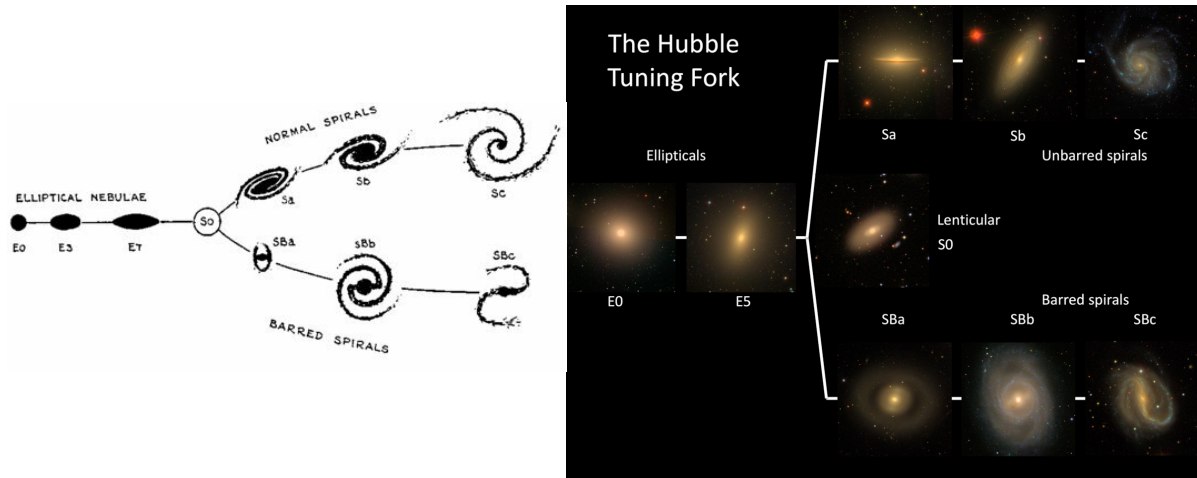 NORMAL SPIRALS
Sa
Sb
Sc
ELLIPTICAL NEBULAE
E0
E3
E7
S0
SBa
SBb
SBc
BARRED SPIRALS
The Hubble
Tuning Fork
Ellipticals
E0
E5
Sa
Sb
Sc
Unbarred spirals
Lenticular
S0
Barred spirals
SBa
SBb
SBc